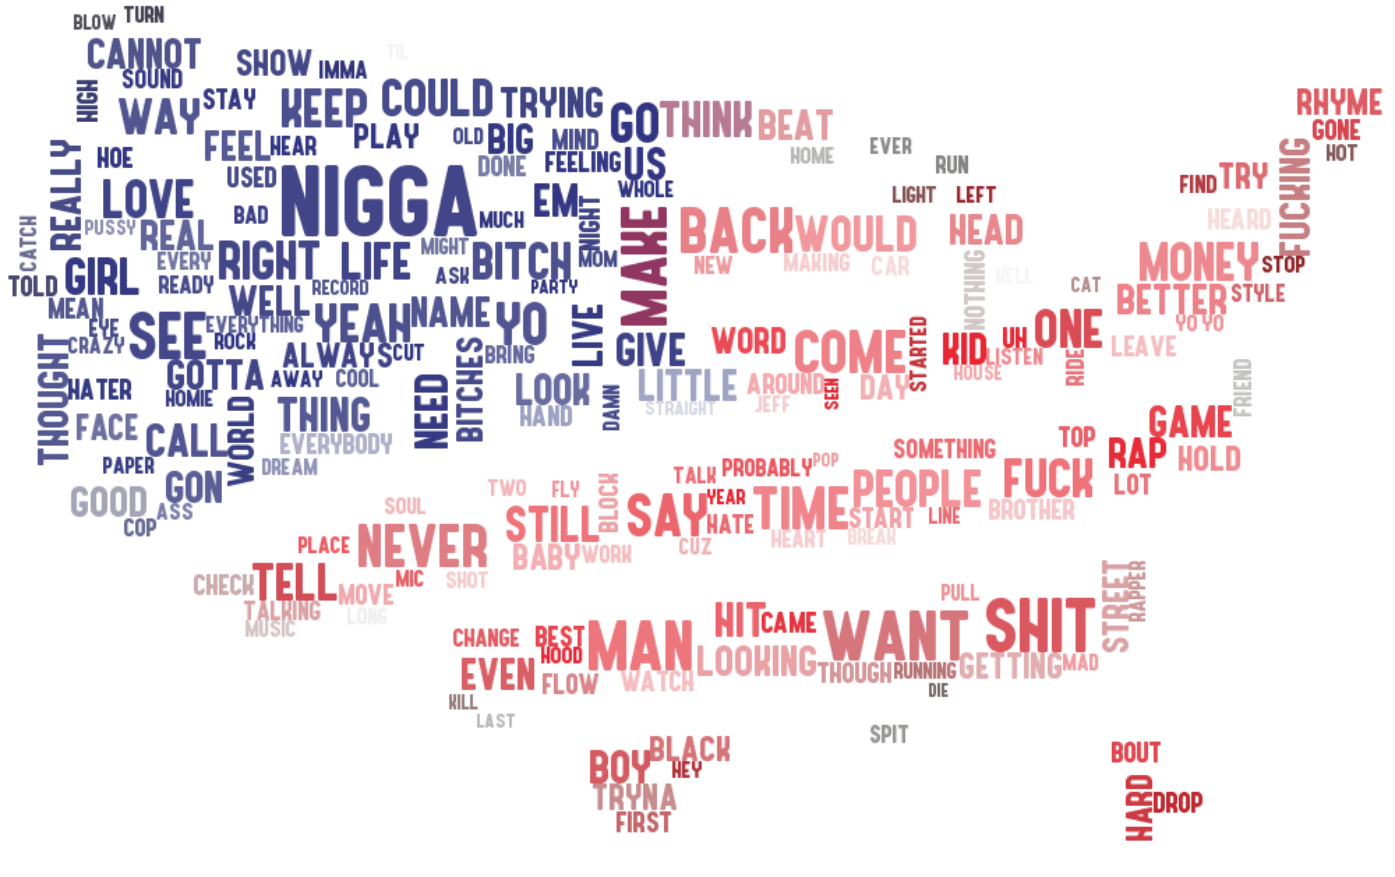 BLOW TURN
CANNOT
SOUND
SHOW IMMA
TIL
HIGH
WAY STAY
KEEP COULD TRYING
GO THINK BEAT
HOME
EVER
RUN
RHYME
GONE
HOT
REALLY
HOE
FEEL HEAR
PLAY
OLD BIG MIND
DONE FEELING US
WHOLE
LIGHT LEFT
FIND TRY
FUCKING
LOVE
USED
BAD
NIGGA
MUCH
EM
NIGHT
MAKE
BACK WOULD
HEAD
HEARD
CATCH
PUSSY REAL
EVERY
RIGHT LIFE
MIGHT
BITCH MOM
NEW
MAKING CAR
NOTHING
HELL
MONEY STOP
TOLD GIRL
READY
RECORD
ASK
PARTY
CAT
BETTER STYLE
MEAN
EYE
CRAZY
SEE
WELL
EVERYTHING
ROCK
YEAH NAME YO
BRING
LIVE
GIVE
WORD COME
STARTED
KID
UH
LISTEN
HOUSE
ONE
RIDE
YO YO
LEAVE
THOUGHT
HATER
GOTTA
HOMIE
AWAY COOL
ALWAYS CUT
NEED
BITCHES
LOOK
HAND
DAMN
LITTLE
STRAIGHT
AROUND
JEFF
SEEN
DAY
FRIEND
FACE
CALL
WORLD
THING
EVERYBODY
DREAM
PAPER
GOOD
GON
ASS
COP
GAME
RAP HOLD
LOT
TOP
SOMETHING
FUCK
BROTHER
TALK PROBABLY POP
YEAR
SAY HATE
CUZ
TIME
PEOPLE
START LINE
HEART BREAK
SOUL
TWO FLY
BLOCK
STILL
BABY WORK
PLACE NEVER
CHECK TELL
TALKING
MUSIC
MOVE
MIC SHOT
LONG
CHANGE BEST
HOOD
MAN
HIT CAME
WANT
PULL
SHIT
STREET
RAPPER
EVEN FLOW
WATCH
LOOKING
THOUGH RUNNING GETTING MAD
DIE
KILL
LAST
SPIT
BOY BLACK
HEY
TRYNA
FIRST
BOUT
HARD
DROP